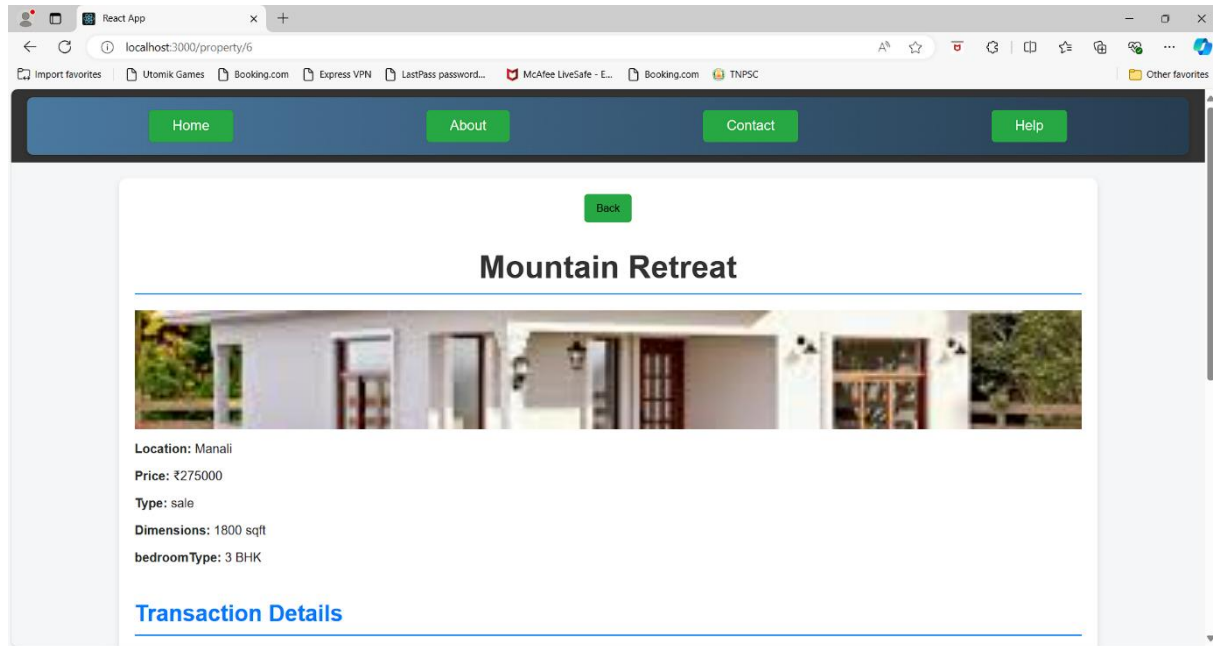 React App
localhost:3000/property/6
Import favorites Utomik Games Booking.com Express VPN LastPass password... McAfee LiveSafe - E... Booking.com TNPSC Other favorites
Home About Contact Help
Back
Mountain Retreat
Location: Manali
Price: ₹275000
Type: sale
Dimensions: 1800 sqft
bedroomType: 3 BHK
Transaction Details